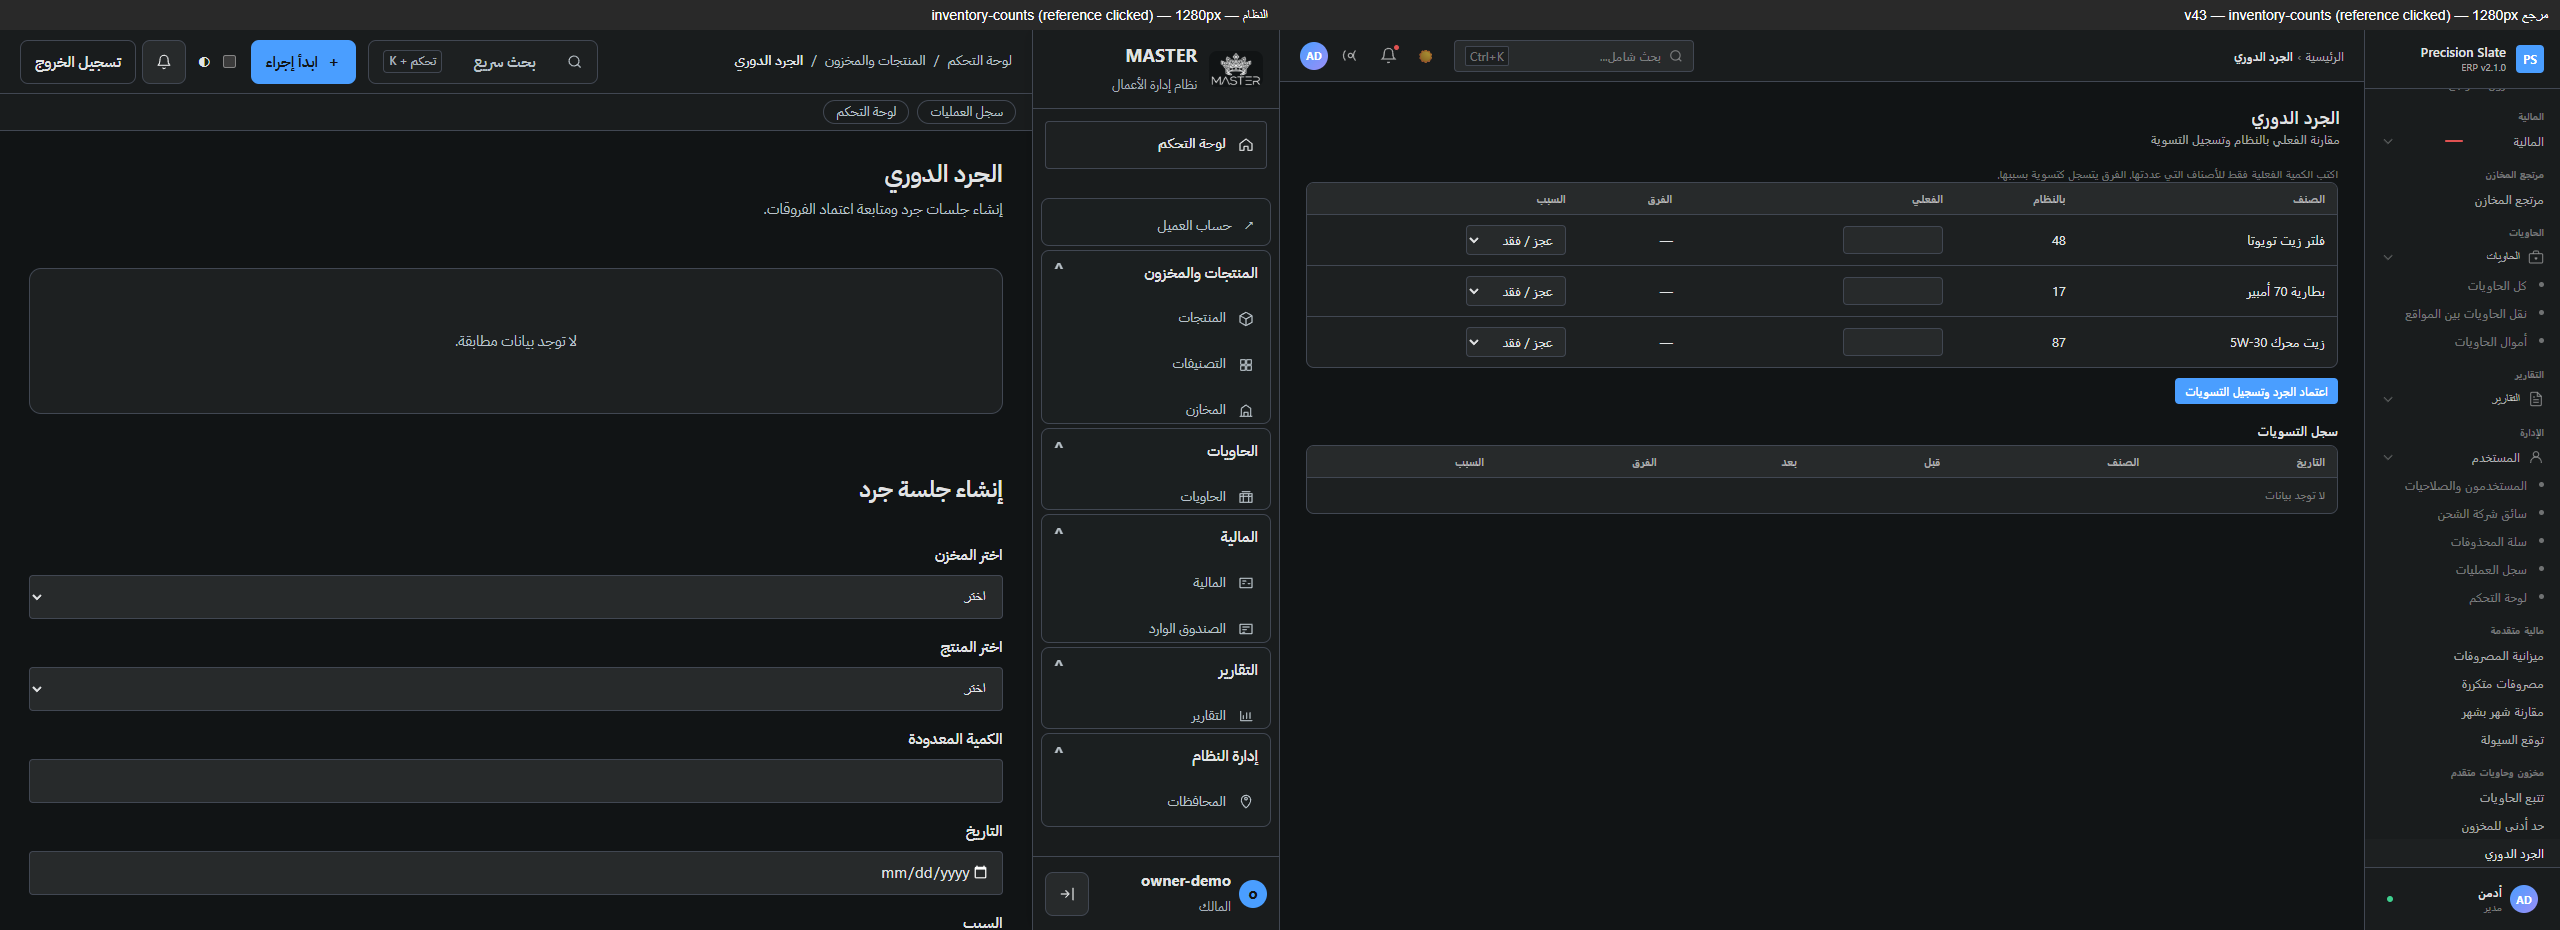 مرجع v43 — inventory-counts (reference clicked) — 1280px
PS
Precision Slate
ERP v2.1.0
المالية
المالية
مرتجع المخازن
مرتجع المخازن
الحاويات
الحاويات
كل الحاويات
نقل الحاويات بين المواقع
أموال الحاويات
التقارير
التقارير
الإدارة
المستخدم
المستخدمون والصلاحيات
سائق شركة الشحن
سلة المحذوفات
سجل العمليات
لوحة التحكم
مالية متقدمة
ميزانية المصروفات
مصروفات متكررة
مقارنة شهر بشهر
توقع السيولة
مخزون وحاويات متقدم
تتبع الحاويات
حد أدنى للمخزون
الجرد الدوري
AD
أدمن
مدير
الرئيسية › الجرد الدوري
بحث شامل...
Ctrl+K
AD
الجرد الدوري
مقارنة الفعلي بالنظام وتسجيل التسوية
اكتب الكمية الفعلية فقط للأصناف التي عددتها. الفرق يتسجل كتسوية بسببها.
الصنف بالنظام الفعلي الفرق السبب
فلتر زيت تويوتا 48 — عجز / فقد
بطارية 70 أمبير 17 — عجز / فقد
زيت محرك 5W-30 87 — عجز / فقد
اعتماد الجرد وتسجيل التسويات
سجل التسويات
التاريخ الصنف قبل بعد الفرق السبب
لا توجد بيانات
النظام — inventory-counts (reference clicked) — 1280px
MASTER
MASTER
نظام إدارة الأعمال
لوحة التحكم
حساب العميل
المنتجات والمخزون
المنتجات
التصنيفات
المخازن
الحاويات
الحاويات
المالية
المالية
الصندوق الوارد
التقارير
التقارير
إدارة النظام
المحافظات
o
owner-demo
المالك
لوحة التحكم / المنتجات والمخزون / الجرد الدوري
بحث سريع
تحكم + K
+ ابدأ إجراء
تسجيل الخروج
سجل العمليات
لوحة التحكم
الجرد الدوري
إنشاء جلسات جرد ومتابعة اعتماد الفروقات.
لا توجد بيانات مطابقة.
إنشاء جلسة جرد
اختر المخزن
اختر
اختر المنتج
اختر
الكمية المعدودة
التاريخ
mm/dd/yyyy
السبب